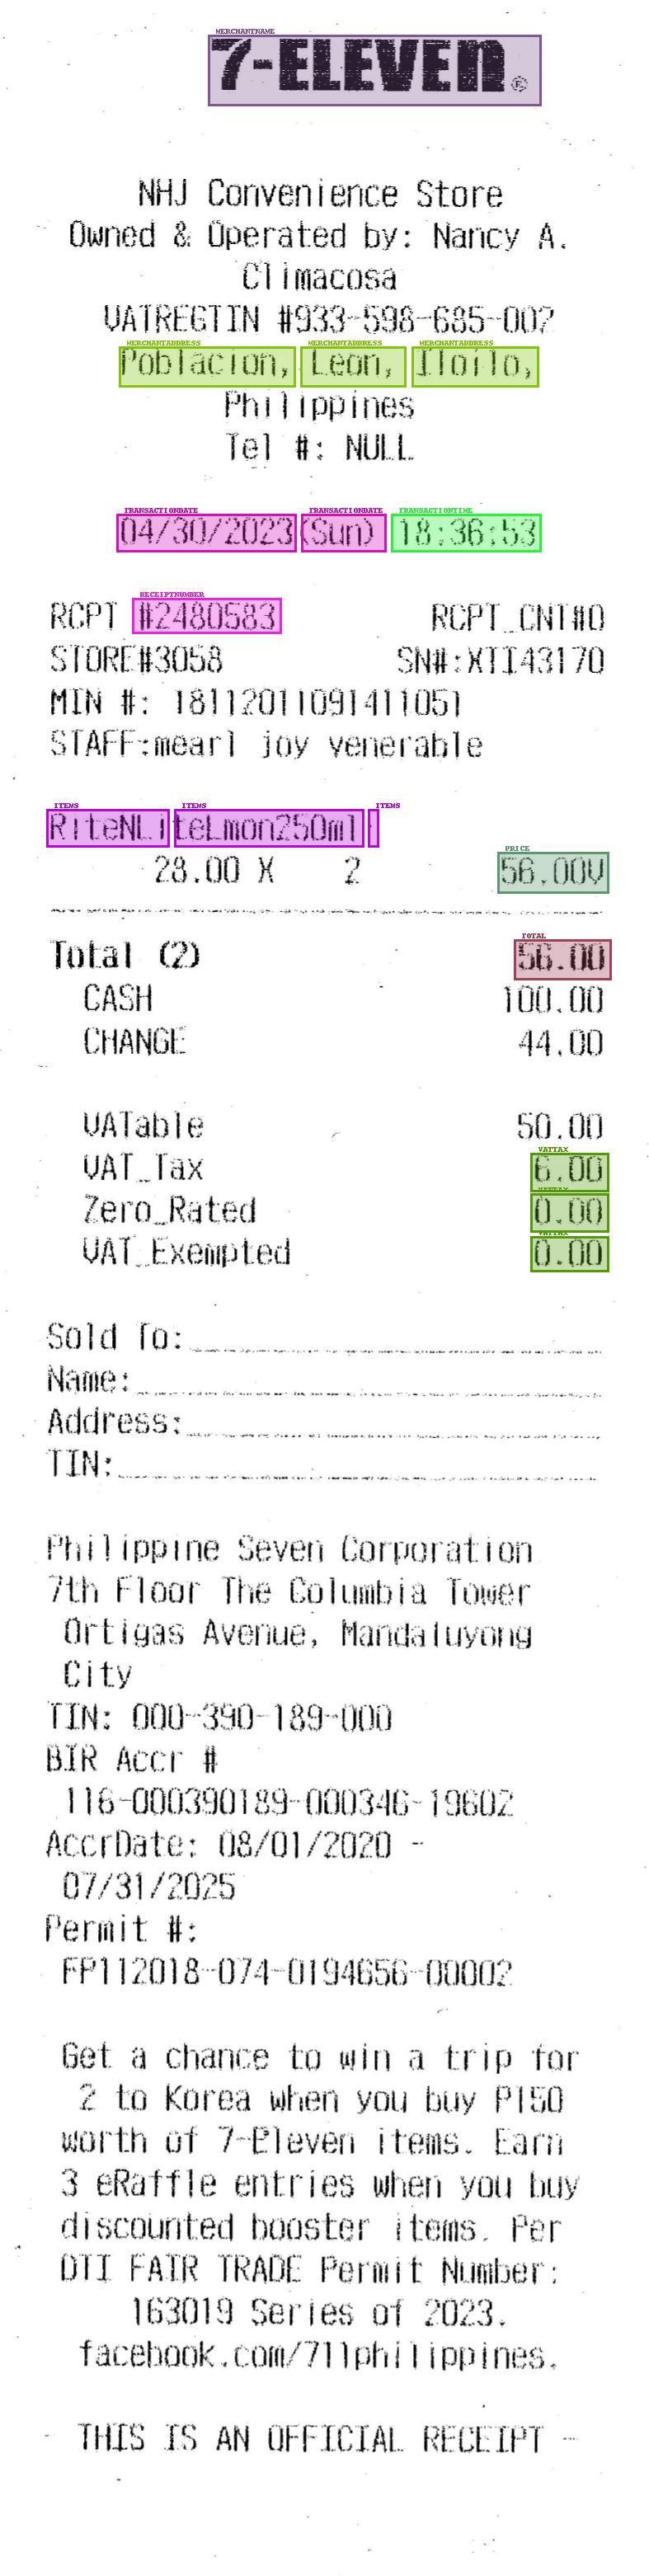 MERCHANTNAME
7-ELEVEn®
NHJ Convenience Store
Owned & Operated by: Nancy A.
Climacosa
VATREGTIN #933-598-685-002
MERCHANTADDRESS MERCHANTADDRESS MERCHANTADDRESS
Poblacion, Leon, Iloilo,
Philippines
Tel #: NULL
TRANSACTIONDATE TRANSACTIONDATE TRANSACTIONTIME
04/30/2023(Sun) 18:36:53
RECEIPTNUMBER
RCPT #2480583 RCPT_CNT#0
STORE#3058 SN#:XTI43170
MIN #: 18112011091411051
STAFF:mearl joy venerable
ITEMS ITEMS ITEMS
RiteNLiteLmon250ml
PRICE
28.00 X 2 56.00V
TOTAL
Total (2) 56.00
CASH 100.00
CHANGE 44.00
VATable 50.00
VATTAX
VAT_Tax 6.00
VATTAX
Zero_Rated 0.00
VATTAX
VAT_Exempted 0.00
Sold To:
Name:
Address:
TIN:
Philippine Seven Corporation
7th Floor The Columbia Tower
Ortigas Avenue, Mandaluyong
City
TIN: 000-390-189-000
BIR Accr #
116-000390189-000346-19602
AccrDate: 08/01/2020 -
07/31/2025
Permit #:
FP112018-074-0194656-00002
Get a chance to win a trip for
2 to Korea when you buy P150
worth of 7-Eleven items. Earn
3 eRaffle entries when you buy
discounted booster items. Per
DTI FAIR TRADE Permit Number:
163019 Series of 2023.
facebook.com/711philippines.
- THIS IS AN OFFICIAL RECEIPT -